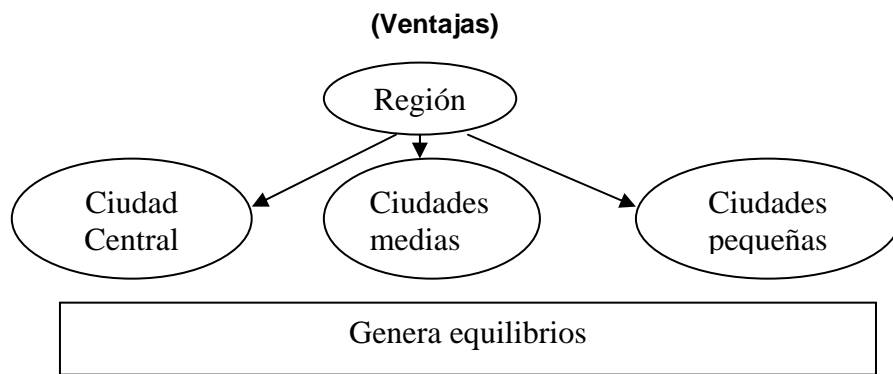 (Ventajas)
Región
Ciudad
Central
Ciudades
medias
Ciudades
pequeñas
Genera equilibrios